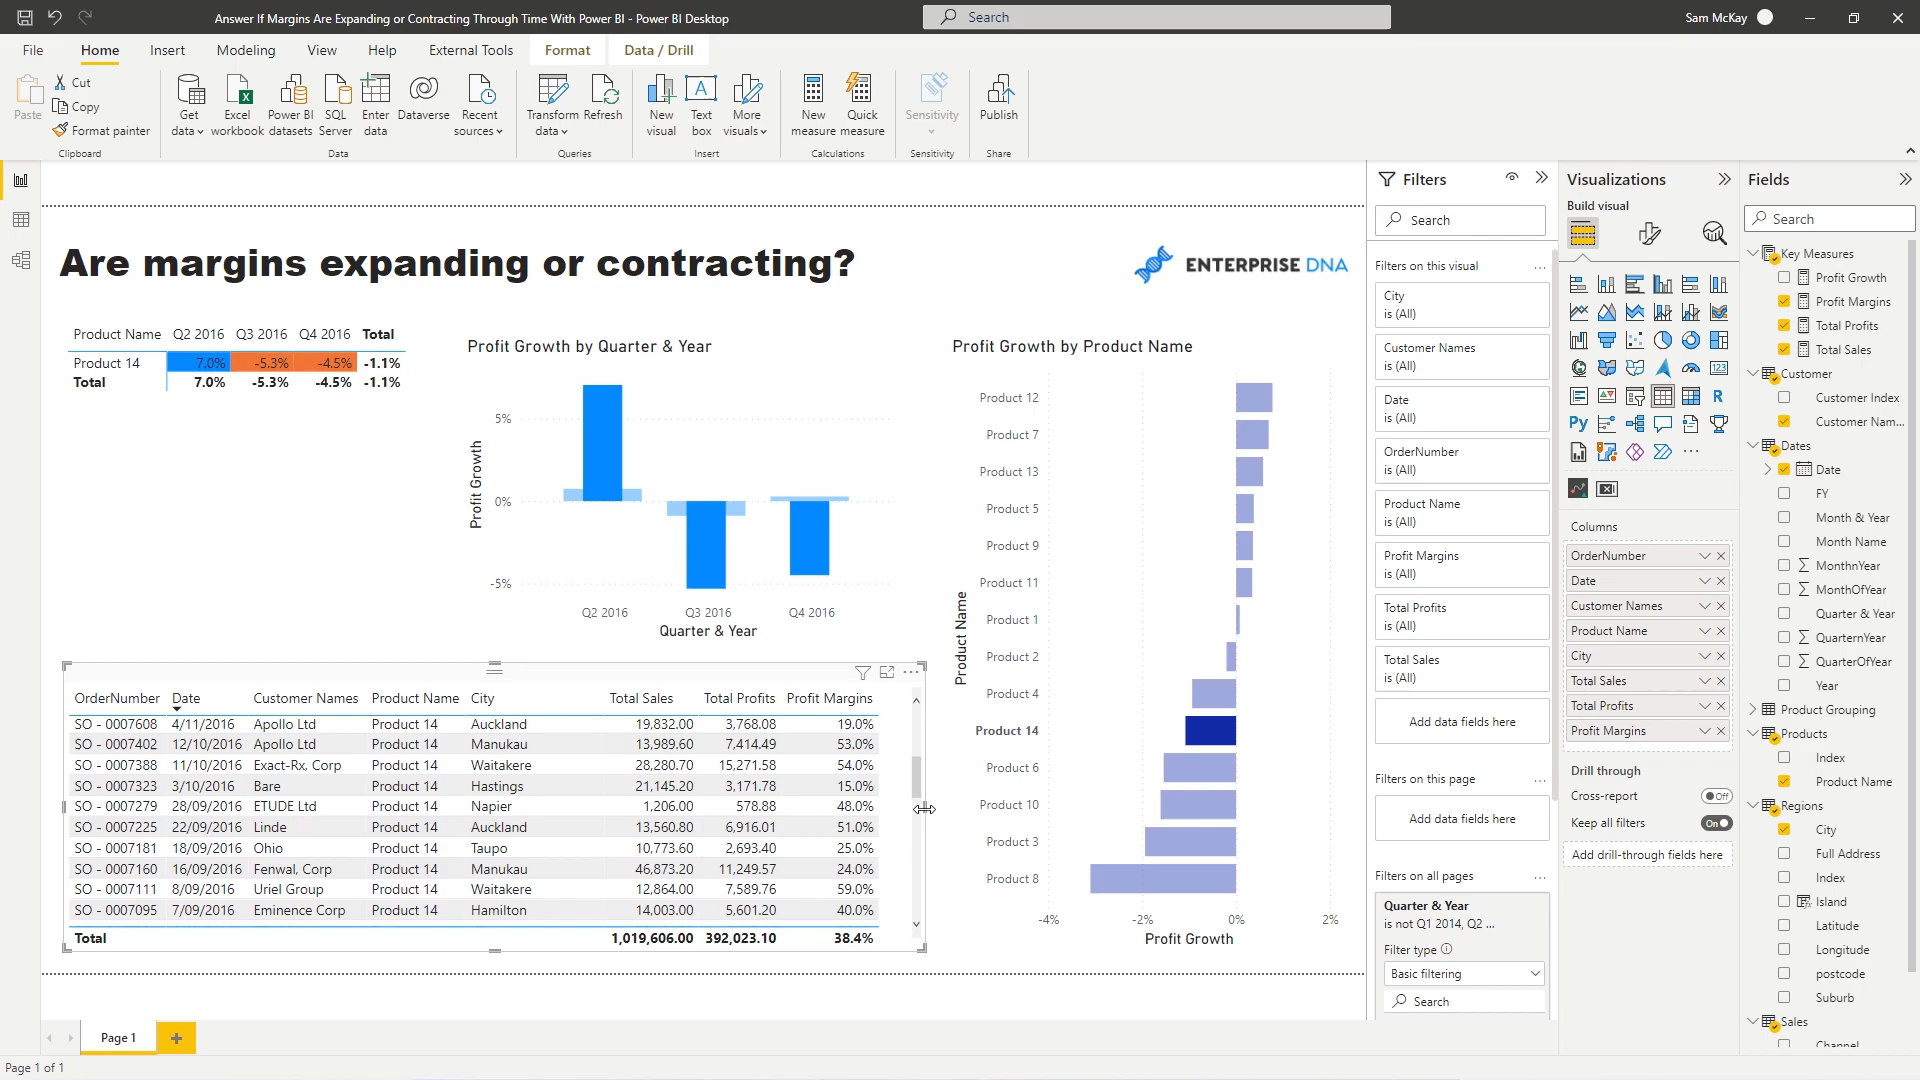 Answer If Margins Are Expanding or Contracting Through Time With Power BI - Power BI Desktop
Search
Sam McKay
File
Home
Insert
Modeling
View
Help
External Tools
Format
Data / Drill
Paste
Cut
Copy
Format painter
Clipboard
Get data
Excel workbook
Power BI datasets
SQL Server
Enter data
Dataverse
Recent sources
Data
Transform data
Refresh
Queries
New visual
Text box
More visuals
Insert
New measure
Quick measure
Calculations
Sensitivity
Sensitivity
Publish
Share
Are margins expanding or contracting?
ENTERPRISE DNA
Product Name Q2 2016 Q3 2016 Q4 2016 Total
Product 14 7.0% -5.3% -4.5% -1.1%
Total 7.0% -5.3% -4.5% -1.1%
Profit Growth by Quarter & Year
Profit Growth
5%
0%
-5%
Q2 2016 Q3 2016 Q4 2016
Quarter & Year
Profit Growth by Product Name
Product Name
Product 12
Product 7
Product 13
Product 5
Product 9
Product 11
Product 1
Product 2
Product 4
Product 14
Product 6
Product 10
Product 3
Product 8
-4% -2% 0% 2%
Profit Growth
OrderNumber Date Customer Names Product Name City Total Sales Total Profits Profit Margins
SO - 0007608 4/11/2016 Apollo Ltd Product 14 Auckland 19,832.00 3,768.08 19.0%
SO - 0007402 12/10/2016 Apollo Ltd Product 14 Manukau 13,989.60 7,414.49 53.0%
SO - 0007388 11/10/2016 Exact-Rx, Corp Product 14 Waitakere 28,280.70 15,271.58 54.0%
SO - 0007323 3/10/2016 Bare Product 14 Hastings 21,145.20 3,171.78 15.0%
SO - 0007279 28/09/2016 ETUDE Ltd Product 14 Napier 1,206.00 578.88 48.0%
SO - 0007225 22/09/2016 Linde Product 14 Auckland 13,560.80 6,916.01 51.0%
SO - 0007181 18/09/2016 Ohio Product 14 Taupo 10,773.60 2,693.40 25.0%
SO - 0007160 16/09/2016 Fenwal, Corp Product 14 Manukau 46,873.20 11,249.57 24.0%
SO - 0007111 8/09/2016 Uriel Group Product 14 Waitakere 12,864.00 7,589.76 59.0%
SO - 0007095 7/09/2016 Eminence Corp Product 14 Hamilton 14,003.00 5,601.20 40.0%
Total 1,019,606.00 392,023.10 38.4%
Page 1
Page 1 of 1
Filters
Search
Filters on this visual
City
is (All)
Customer Names
is (All)
Date
is (All)
OrderNumber
is (All)
Product Name
is (All)
Profit Margins
is (All)
Total Profits
is (All)
Total Sales
is (All)
Add data fields here
Filters on this page
Add data fields here
Filters on all pages
Quarter & Year
is not Q1 2014, Q2 ...
Filter type
Basic filtering
Search
Visualizations
Build visual
123
R
Py
Columns
OrderNumber
Date
Customer Names
Product Name
City
Total Sales
Total Profits
Profit Margins
Drill through
Cross-report
Off
Keep all filters
On
Add drill-through fields here
Fields
Search
Key Measures
Profit Growth
Profit Margins
Total Profits
Total Sales
Customer
Customer Index
Customer Nam...
Dates
Date
FY
Month & Year
Month Name
MonthnYear
MonthOfYear
Quarter & Year
QuarternYear
QuarterOfYear
Year
Product Grouping
Products
Index
Product Name
Regions
City
Full Address
Index
Island
Latitude
Longitude
postcode
Suburb
Sales
Channel